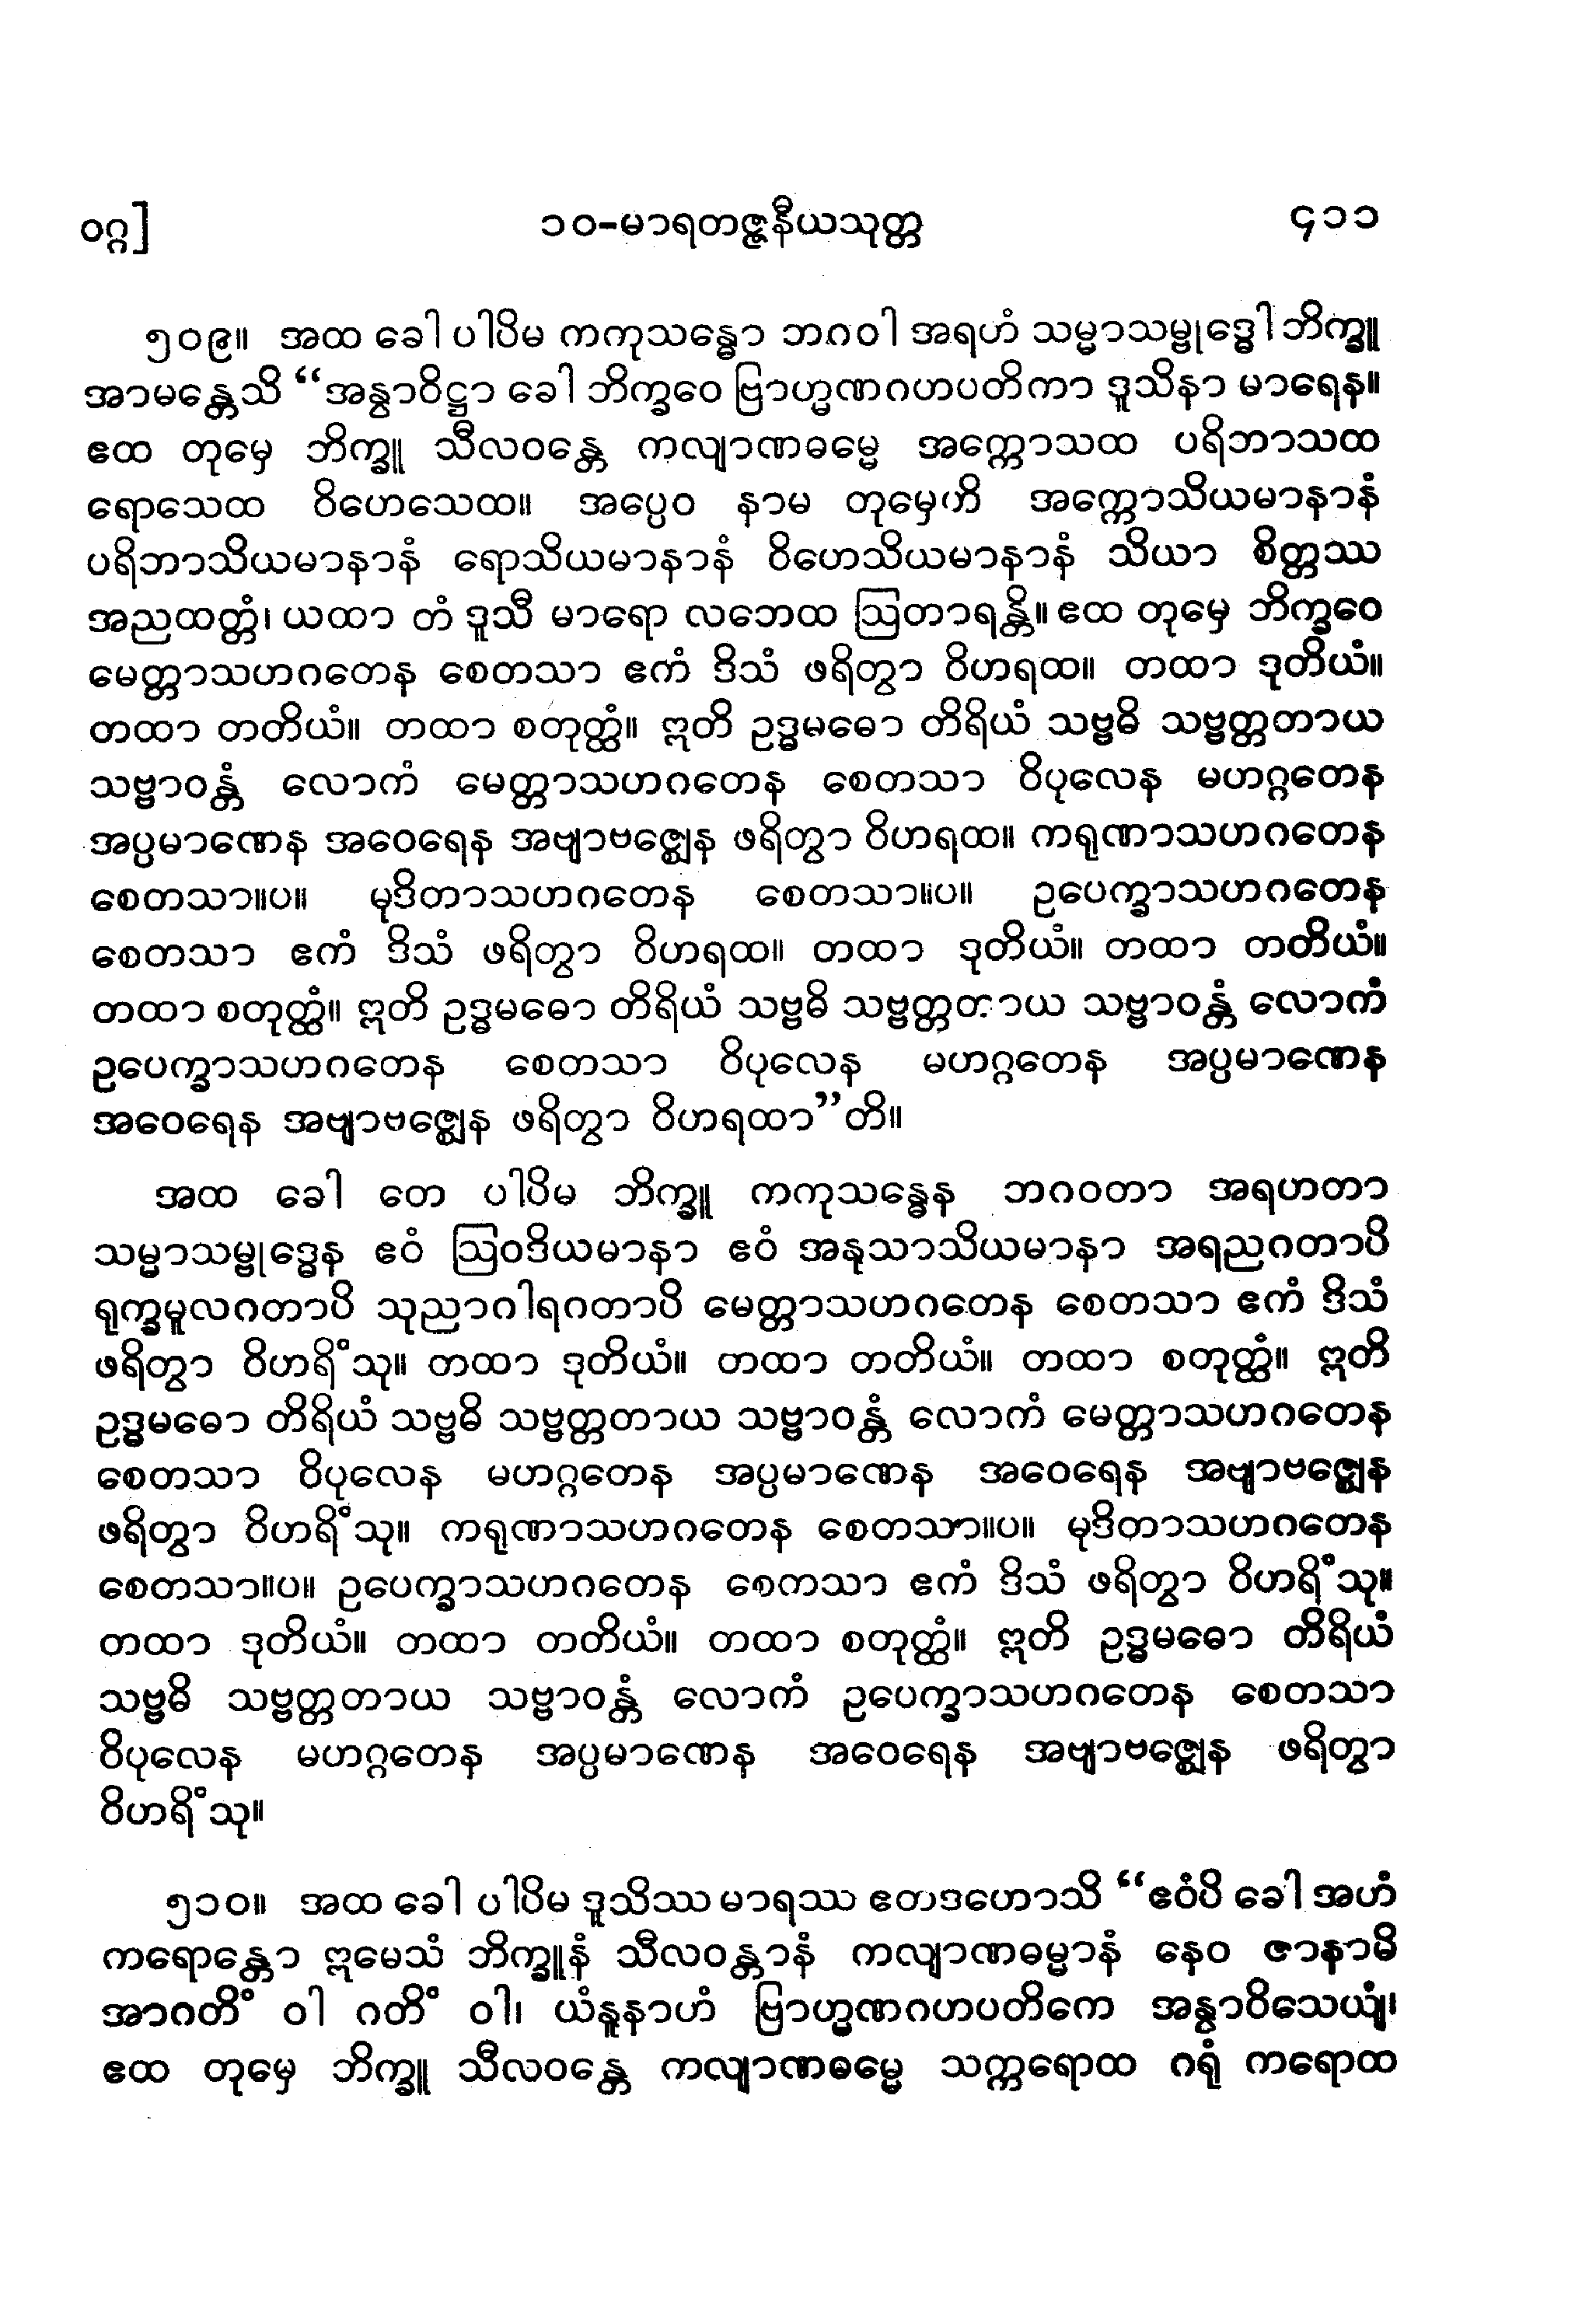 ဝဂ္ဂ] ၁၀-မာရတဇ္ဇနီယသုတ္တ ၄၁၁
၅၀၉။ အထ ခေါ ပါပိမ ကကုသန္ဓော ဘဂဝါ အရဟံ သမ္မာသမ္ဗုဒ္ဓေါ ဘိက္ခူ
အာမန္တေသိ “အနွာဝိဋ္ဌာ ခေါ ဘိက္ခဝေ ဗြာဟ္မဏဂဟပတိကာ ဒူသိနာ မာရေန။
ဧထ တုမှေ ဘိက္ခူ သီလဝန္တေ ကလျာဏဓမ္မေ အက္ကောသထ ပရိဘာသထ
ရောသေထ ဝိဟေသေထ။ အပ္ပေဝ နာမ တုမှေဟိ အက္ကောသိယမာနာနံ
ပရိဘာသိယမာနာနံ ရောသိယမာနာနံ ဝိဟေသိယမာနာနံ သိယာ စိတ္တဿ
အညထတ္တံ၊ ယထာ တံ ဒူသီ မာရော လဘေထ ဩတာရန္တိ။ ဧထ တုမှေ ဘိက္ခဝေ
မေတ္တာသဟဂတေန စေတသာ ဧကံ ဒိသံ ဖရိတွာ ဝိဟရထ။ တထာ ဒုတိယံ။
တထာ တတိယံ။ တထာ စတုတ္ထံ။ ဣတိ ဥဒ္ဓမဓော တိရိယံ သဗ္ဗဓိ သဗ္ဗတ္တတာယ
သဗ္ဗာဝန္တံ လောကံ မေတ္တာသဟဂတေန စေတသာ ဝိပုလေန မဟဂ္ဂတေန
အပ္ပမာဏေန အဝေရေန အဗျာဗဇ္ဈေန ဖရိတွာ ဝိဟရထ။ ကရုဏာသဟဂတေန
စေတသာ။ပ။ မုဒိတာသဟဂတေန စေတသာ။ပ။ ဥပေက္ခာသဟဂတေန
စေတသာ ဧကံ ဒိသံ ဖရိတွာ ဝိဟရထ။ တထာ ဒုတိယံ။ တထာ တတိယံ။
တထာ စတုတ္ထံ။ ဣတိ ဥဒ္ဓမဓော တိရိယံ သဗ္ဗဓိ သဗ္ဗတ္တတာယ သဗ္ဗာဝန္တံ လောကံ
ဥပေက္ခာသဟဂတေန စေတသာ ဝိပုလေန မဟဂ္ဂတေန အပ္ပမာဏေန
အဝေရေန အဗျာဗဇ္ဈေန ဖရိတွာ ဝိဟရထာ”တိ။
အထ ခေါ တေ ပါပိမ ဘိက္ခူ ကကုသန္ဓေန ဘဂဝတာ အရဟတာ
သမ္မာသမ္ဗုဒ္ဓေန ဧဝံ ဩဝဒိယမာနာ ဧဝံ အနုသာသိယမာနာ အရညဂတာပိ
ရုက္ခမူလဂတာပိ သုညာဂါရဂတာပိ မေတ္တာသဟဂတေန စေတသာ ဧကံ ဒိသံ
ဖရိတွာ ဝိဟရိံသု။ တထာ ဒုတိယံ။ တထာ တတိယံ။ တထာ စတုတ္ထံ။ ဣတိ
ဥဒ္ဓမဓော တိရိယံ သဗ္ဗဓိ သဗ္ဗတ္တတာယ သဗ္ဗာဝန္တံ လောကံ မေတ္တာသဟဂတေန
စေတသာ ဝိပုလေန မဟဂ္ဂတေန အပ္ပမာဏေန အဝေရေန အဗျာဗဇ္ဈေန
ဖရိတွာ ဝိဟရိံသု။ ကရုဏာသဟဂတေန စေတသာ။ပ။ မုဒိတာသဟဂတေန
စေတသာ။ပ။ ဥပေက္ခာသဟဂတေန စေကသာ ဧကံ ဒိသံ ဖရိတွာ ဝိဟရိံသု။
တထာ ဒုတိယံ။ တထာ တတိယံ။ တထာ စတုတ္ထံ။ ဣတိ ဥဒ္ဓမဓော တိရိယံ
သဗ္ဗဓိ သဗ္ဗတ္တတာယ သဗ္ဗာဝန္တံ လောကံ ဥပေက္ခာသဟဂတေန စေတသာ
ဝိပုလေန မဟဂ္ဂတေန အပ္ပမာဏေန အဝေရေန အဗျာဗဇ္ဈေန ဖရိတွာ
ဝိဟရိံသု။
၅၁၀။ အထ ခေါ ပါပိမ ဒူသိဿ မာရဿ ဧတဒဟောသိ “ဧဝံပိ ခေါ အဟံ
ကရောန္တော ဣမေသံ ဘိက္ခူနံ သီလဝန္တာနံ ကလျာဏဓမ္မာနံ နေဝ ဇာနာမိ
အာဂတိံ ဝါ ဂတိံ ဝါ၊ ယံနူနာဟံ ဗြာဟ္မဏဂဟပတိကေ အနွာဝိသေယျံ၊
ဧထ တုမှေ ဘိက္ခူ သီလဝန္တေ ကလျာဏဓမ္မေ သက္ကရောထ ဂရုံ ကရောထ